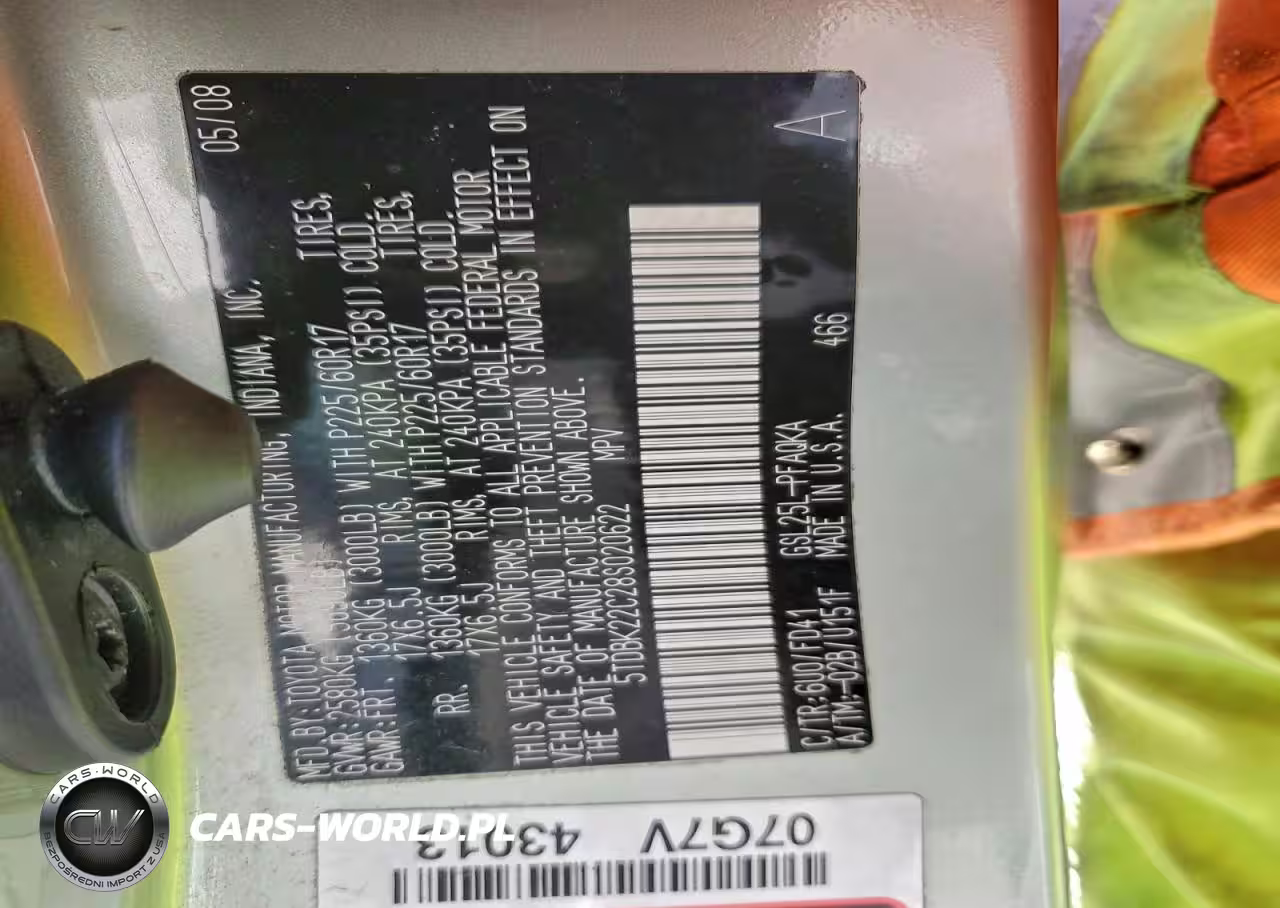 05/08
MFD.BY:TOYOTA MOTOR MANUFACTURING, INDIANA, INC.
GVWR:2580KG
GAWR:FRT. 1360KG (3000LB) WITH P225/60R17 TIRES,
17X6.5J RIMS, AT 240KPA (35PSI) COLD.
RR. 1360KG (3000LB) WITH P225/60R17 TIRES,
17X6.5J RIMS, AT 240KPA (35PSI) COLD.
THIS VEHICLE CONFORMS TO ALL APPLICABLE FEDERAL MOTOR
VEHICLE SAFETY AND THEFT PREVENTION STANDARDS IN EFFECT ON
THE DATE OF MANUFACTURE SHOWN ABOVE.
5TDBK22C28S020622 MPV
C/TR:6U0/FD41 GSL25L-PFAQKA
A/TM-02B/U151F MADE IN U.S.A. 466
A
07G7V 43013
CARS-WORLD
CW
BEZPOŚREDNI IMPORT Z USA
CARS-WORLD.PL